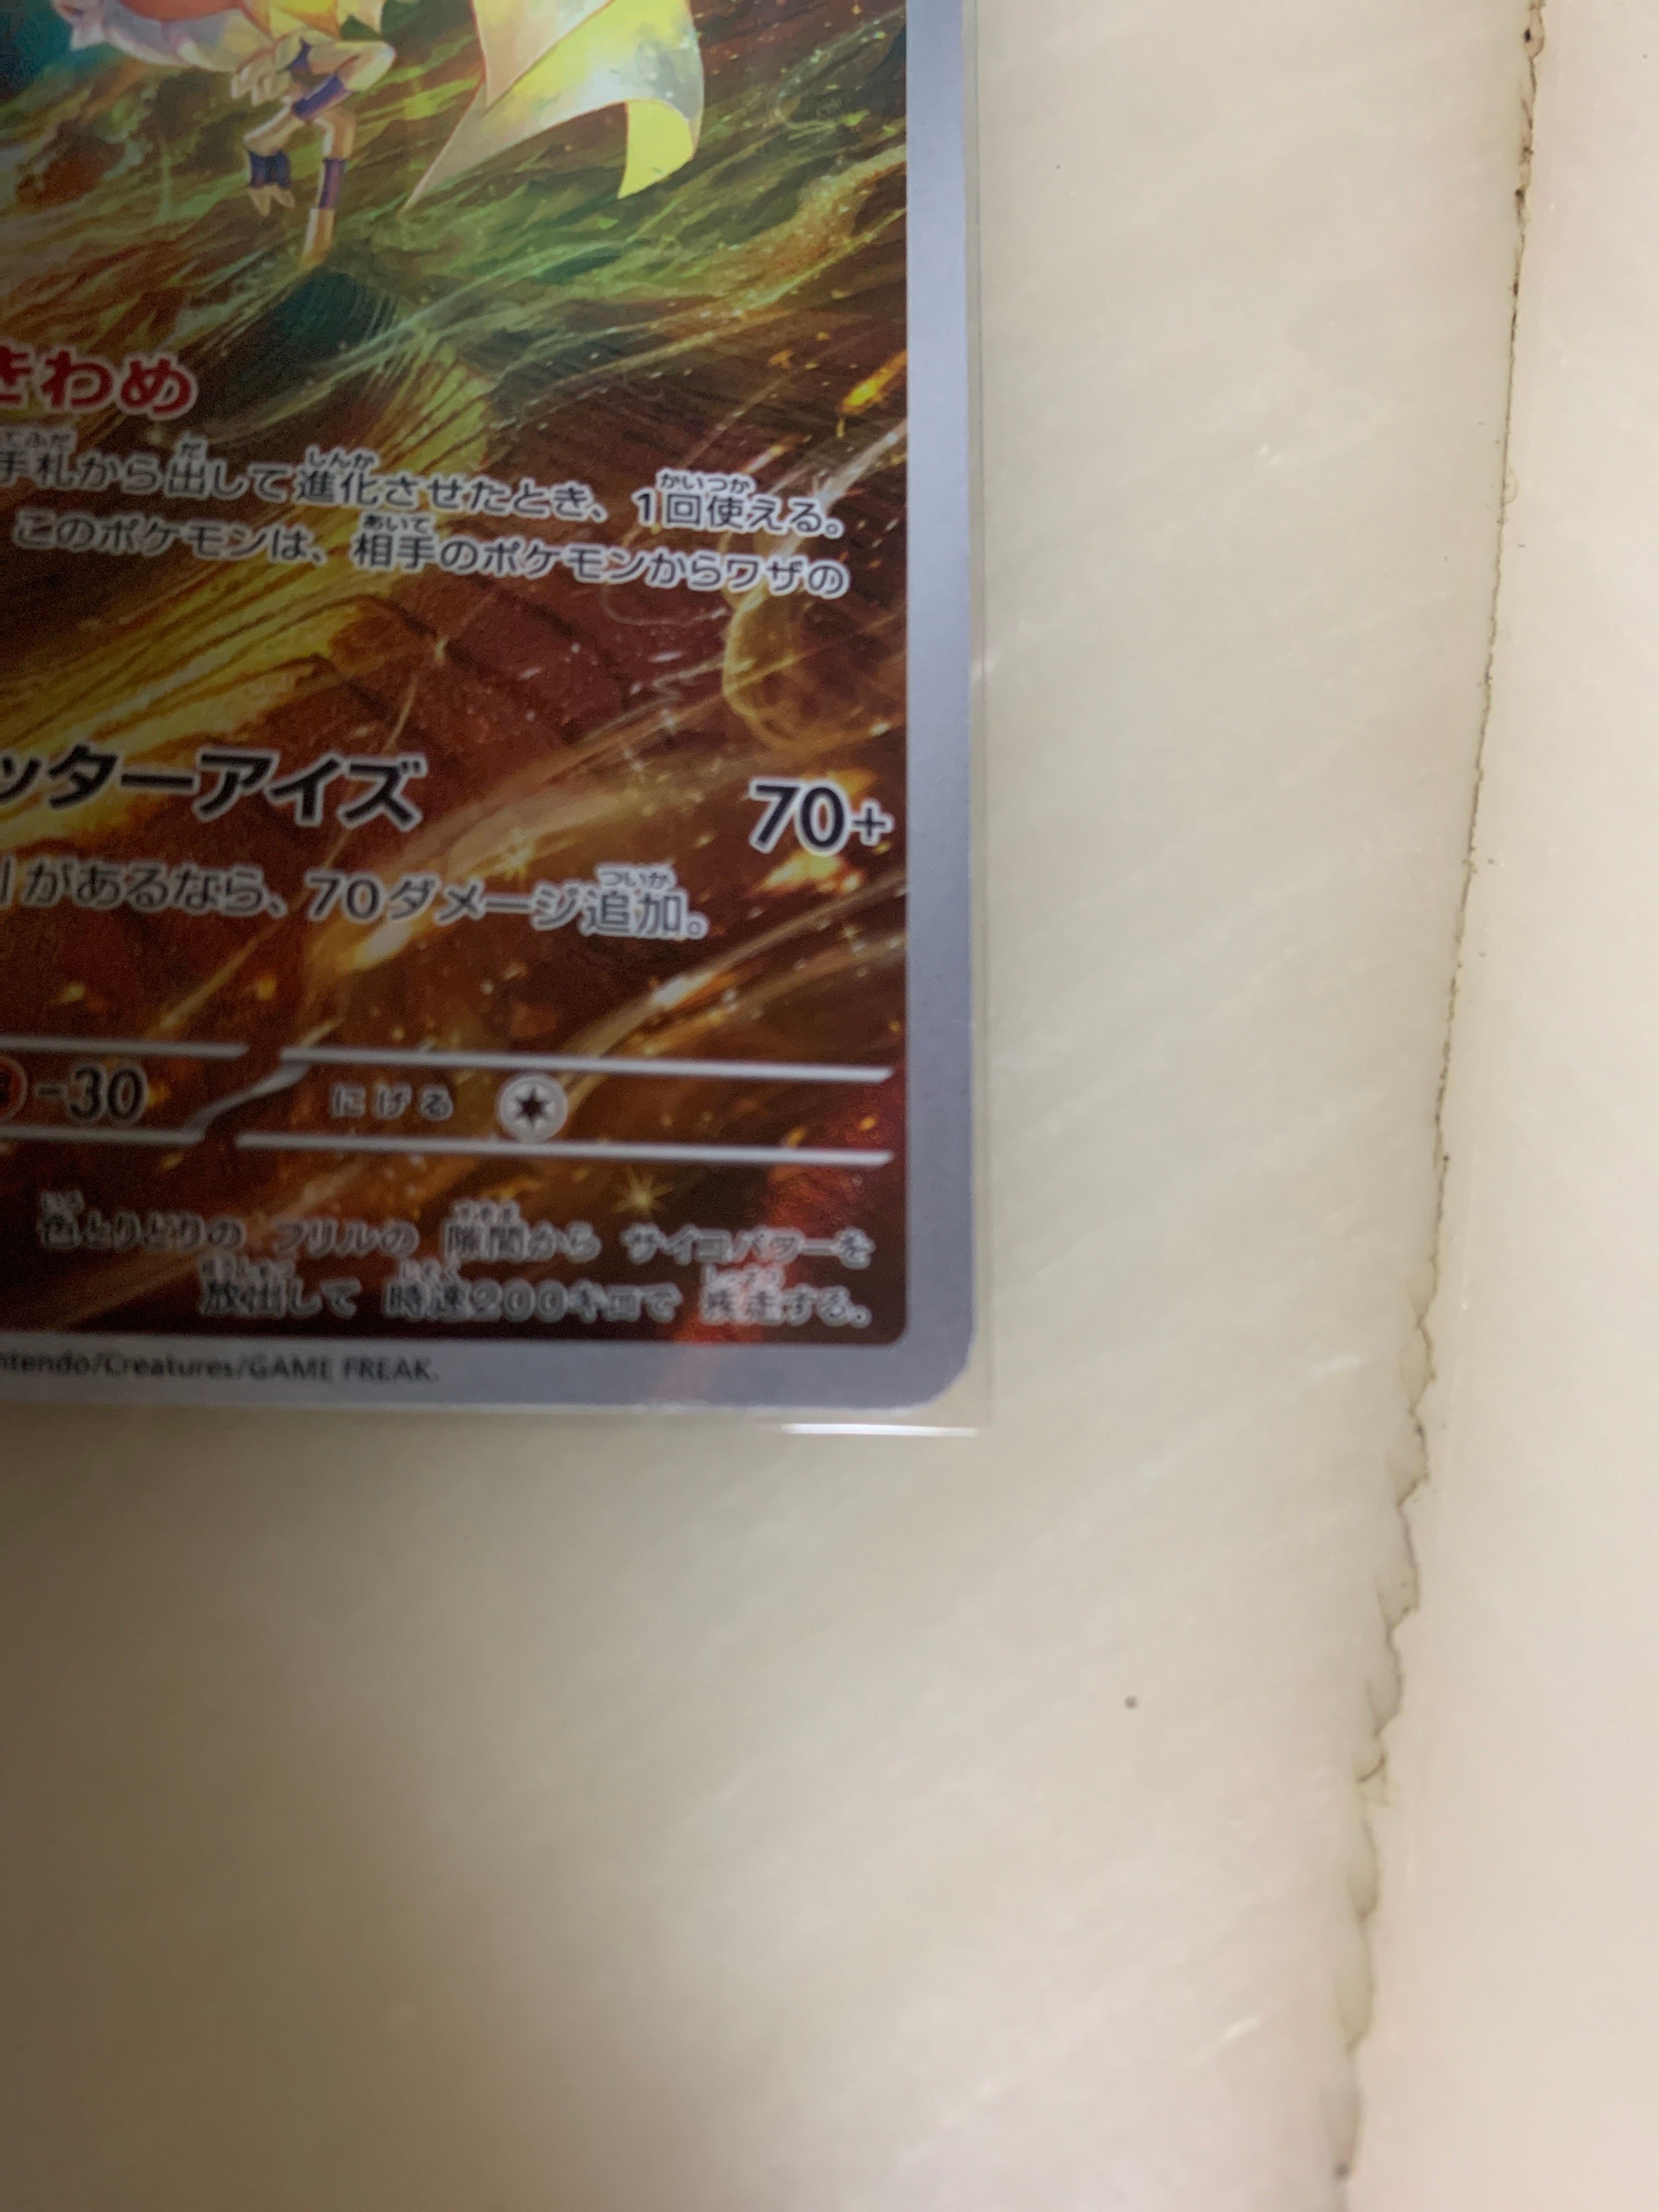 きわめ
手札から出して進化させたとき、1回使える。
このポケモンは、相手のポケモンからワザの
ッターアイズ 70+
があるなら、70ダメージ追加。
-30 にげる
色とりどりの フリルの 隙間から サイコパワーを
放出して 時速200キロで 疾走する。
ntendo/Creatures/GAME FREAK.